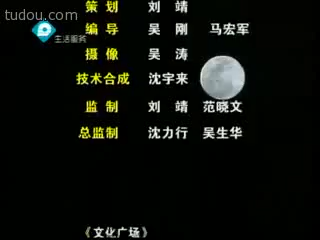 tudou.com
策划 刘靖
编导 吴刚 马宏军
生活服务
摄像 吴涛
技术合成 沈宇来
监制 刘靖 范晓文
总监制 沈力行 吴生华
《文化广场》